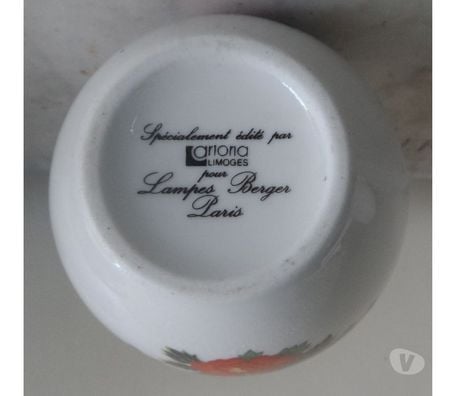 Spécialement édité par
artoria
LIMOGES
pour
Lampes Berger
Paris
V